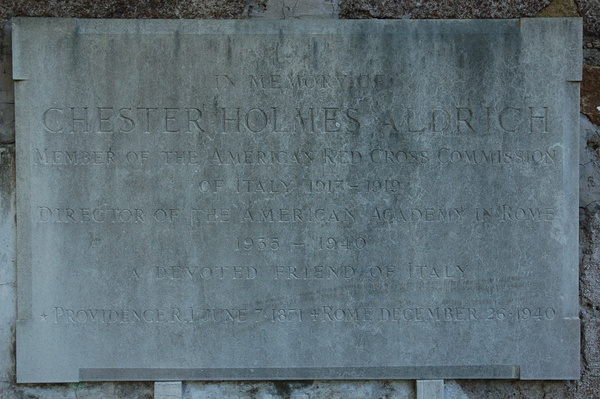 IN MEMORY OF
CHESTER HOLMES ALDRICH
MEMBER OF THE AMERICAN RED CROSS COMMISSION
OF ITALY 1917-1919
DIRECTOR OF THE AMERICAN ACADEMY IN ROME
1935 - 1940
A DEVOTED FRIEND OF ITALY
+ PROVIDENCE R.I. JUNE 7·1871 + ROME DECEMBER 26·1940